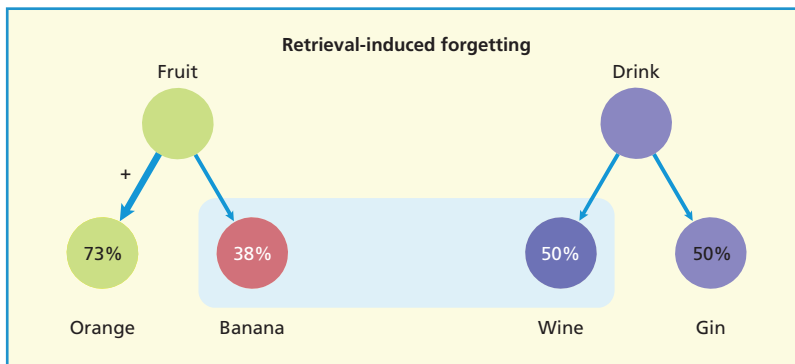 Retrieval-induced forgetting
Fruit
Drink
+
73%
38%
50%
50%
Orange
Banana
Wine
Gin